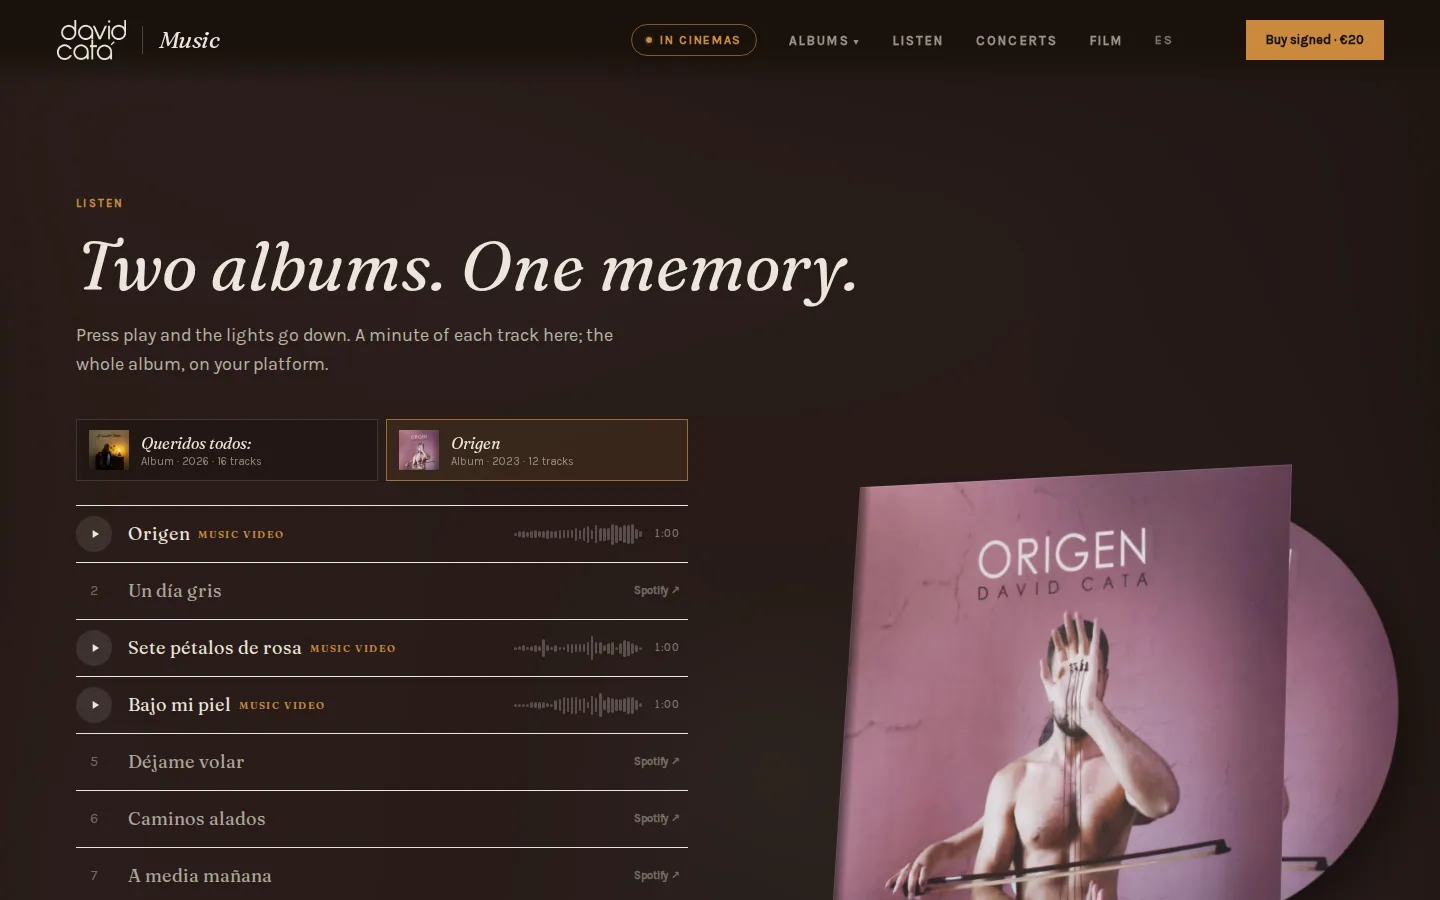 david
catá
Music
IN CINEMAS
ALBUMS ▾
LISTEN
CONCERTS
FILM
ES
Buy signed · €20
LISTEN
Two albums. One memory.
Press play and the lights go down. A minute of each track here; the
whole album, on your platform.
Queridos todos:
Album · 2026 · 16 tracks
ORIGEN
Origen
Album · 2023 · 12 tracks
Origen MUSIC VIDEO 1:00
2 Un día gris Spotify ↗
Sete pétalos de rosa MUSIC VIDEO 1:00
Bajo mi piel MUSIC VIDEO 1:00
5 Déjame volar Spotify ↗
6 Caminos alados Spotify ↗
7 A media mañana Spotify ↗
ORIGEN
DAVID CATÁ